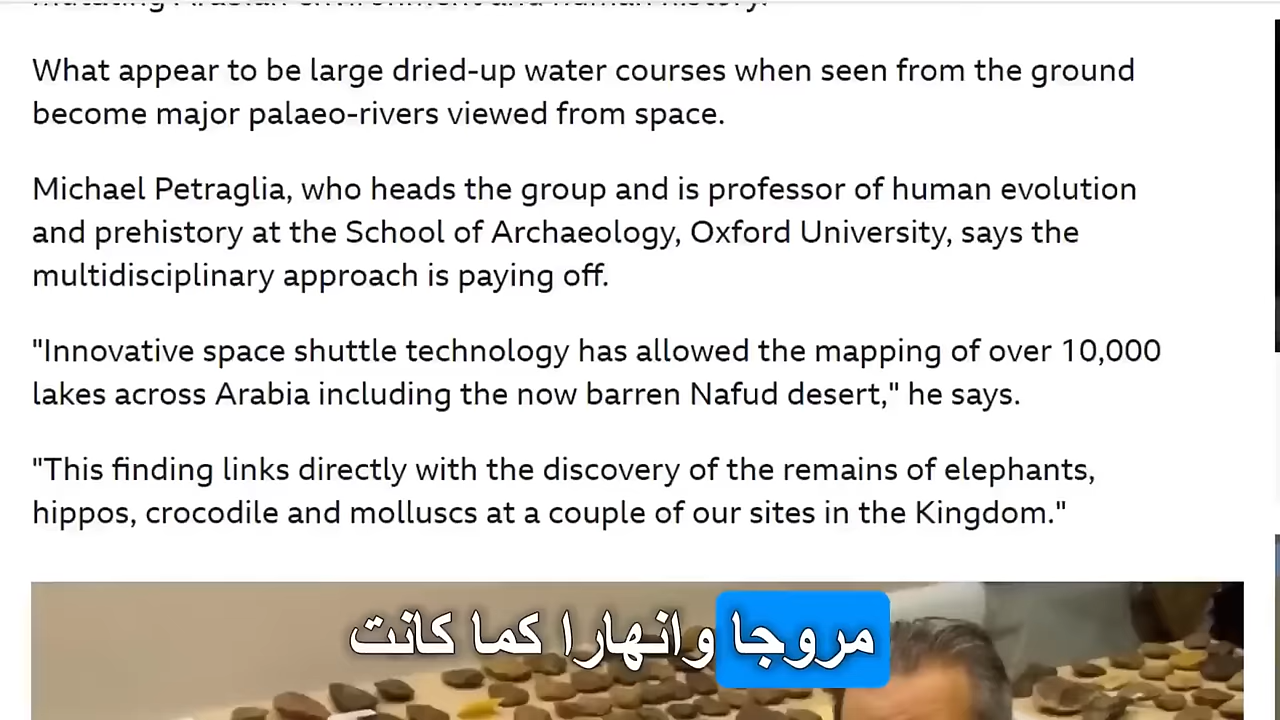 What appear to be large dried-up water courses when seen from the ground
become major palaeo-rivers viewed from space.
Michael Petraglia, who heads the group and is professor of human evolution
and prehistory at the School of Archaeology, Oxford University, says the
multidisciplinary approach is paying off.
"Innovative space shuttle technology has allowed the mapping of over 10,000
lakes across Arabia including the now barren Nafud desert," he says.
"This finding links directly with the discovery of the remains of elephants,
hippos, crocodile and molluscs at a couple of our sites in the Kingdom."
مروجا وانهارا كما كانت